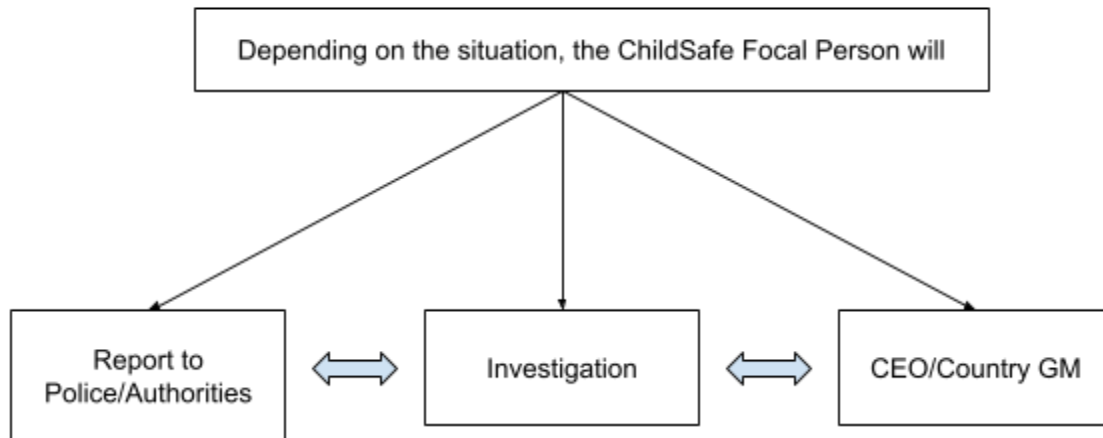 Depending on the situation, the ChildSafe Focal Person will
Report to
Police/Authorities
Investigation
CEO/Country GM